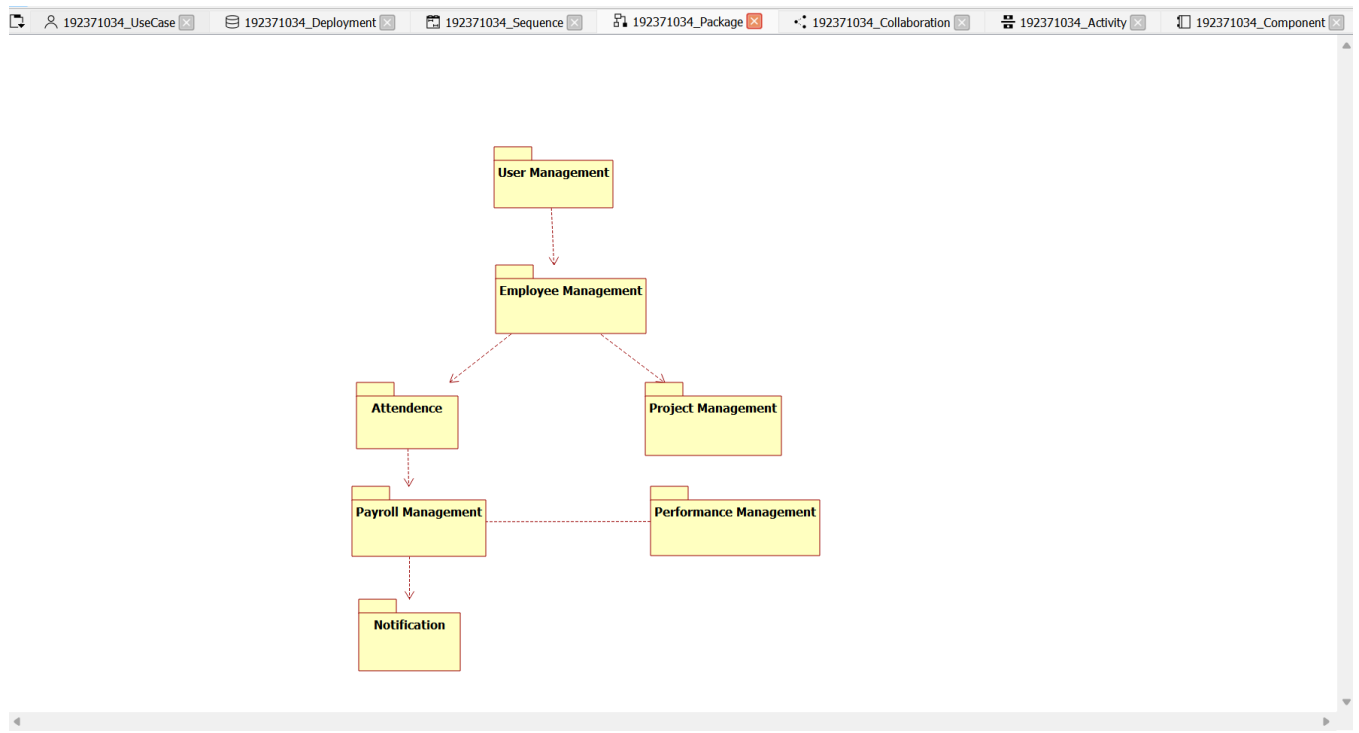 192371034_UseCase
192371034_Deployment
192371034_Sequence
192371034_Package
192371034_Collaboration
192371034_Activity
192371034_Component
User Management
Employee Management
Attendence
Project Management
Payroll Management
Performance Management
Notification